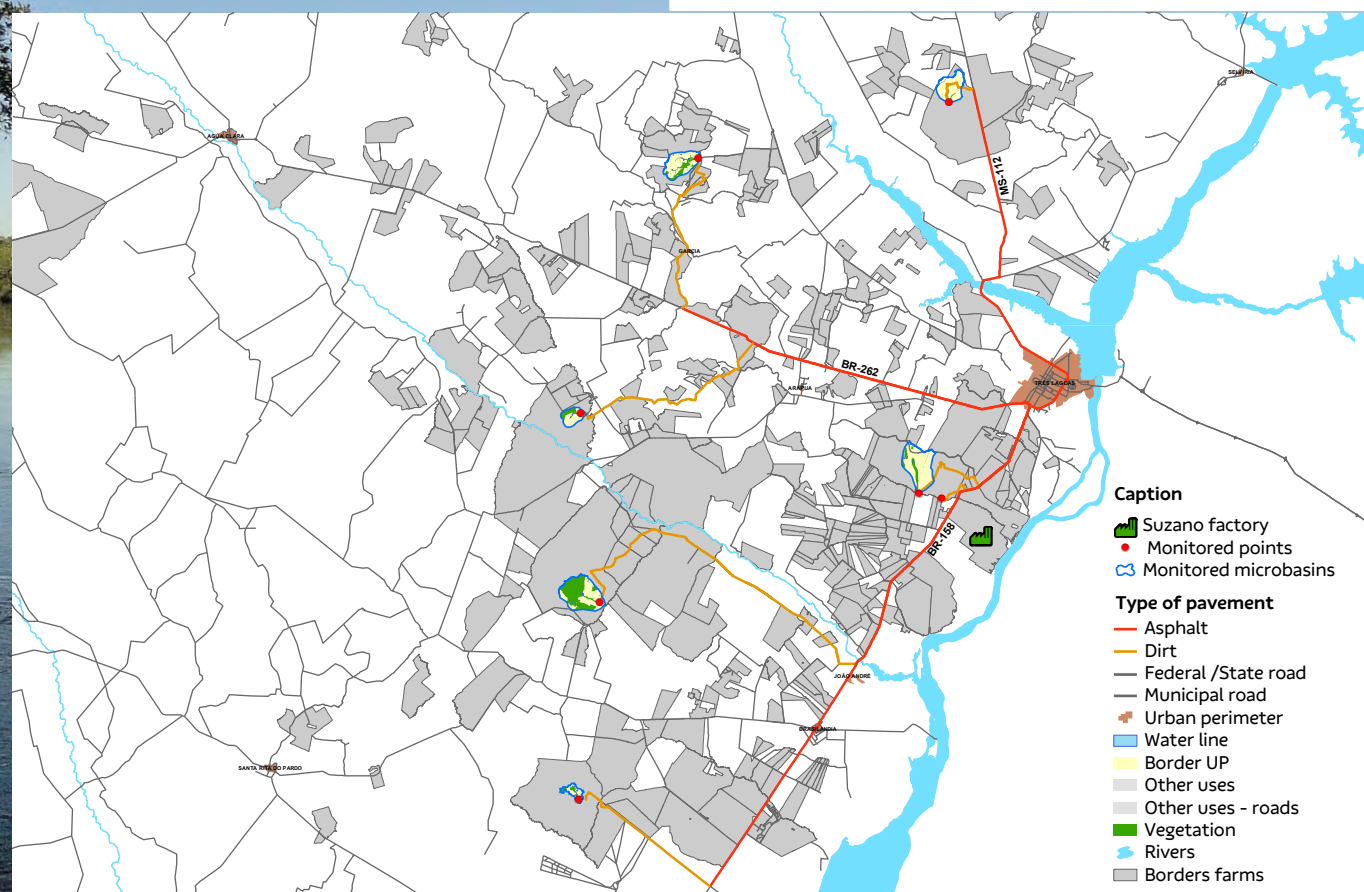 SELVÍRIA
ÁGUA CLARA
MS-112
GARCIA
BR-262
TRÊS LAGOAS
ARAPUÁ
BR-158
JOÃO ANDRÉ
BRASILÂNDIA
SANTA RITA DO PARDO
Caption
Suzano factory
Monitored points
Monitored microbasins
Type of pavement
Asphalt
Dirt
Federal /State road
Municipal road
Urban perimeter
Water line
Border UP
Other uses
Other uses - roads
Vegetation
Rivers
Borders farms